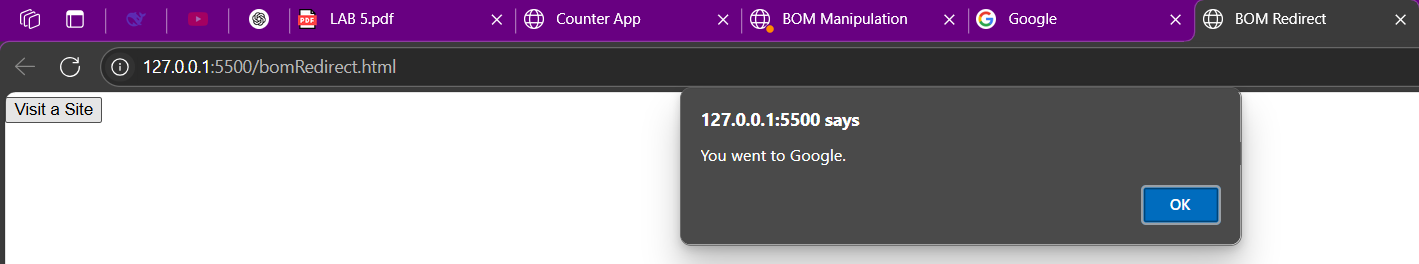 LAB 5.pdf
Counter App
BOM Manipulation
Google
BOM Redirect
127.0.0.1:5500/bomRedirect.html
Visit a Site
127.0.0.1:5500 says
You went to Google.
OK